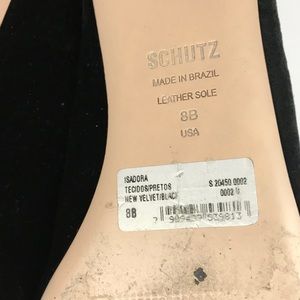 SCHUTZ
MADE IN BRAZIL
LEATHER SOLE
8B
USA
ISADORA
TECIDOS/PRETOS S 20450 0002
NEW VELVET/BLACK 0002 U
8B